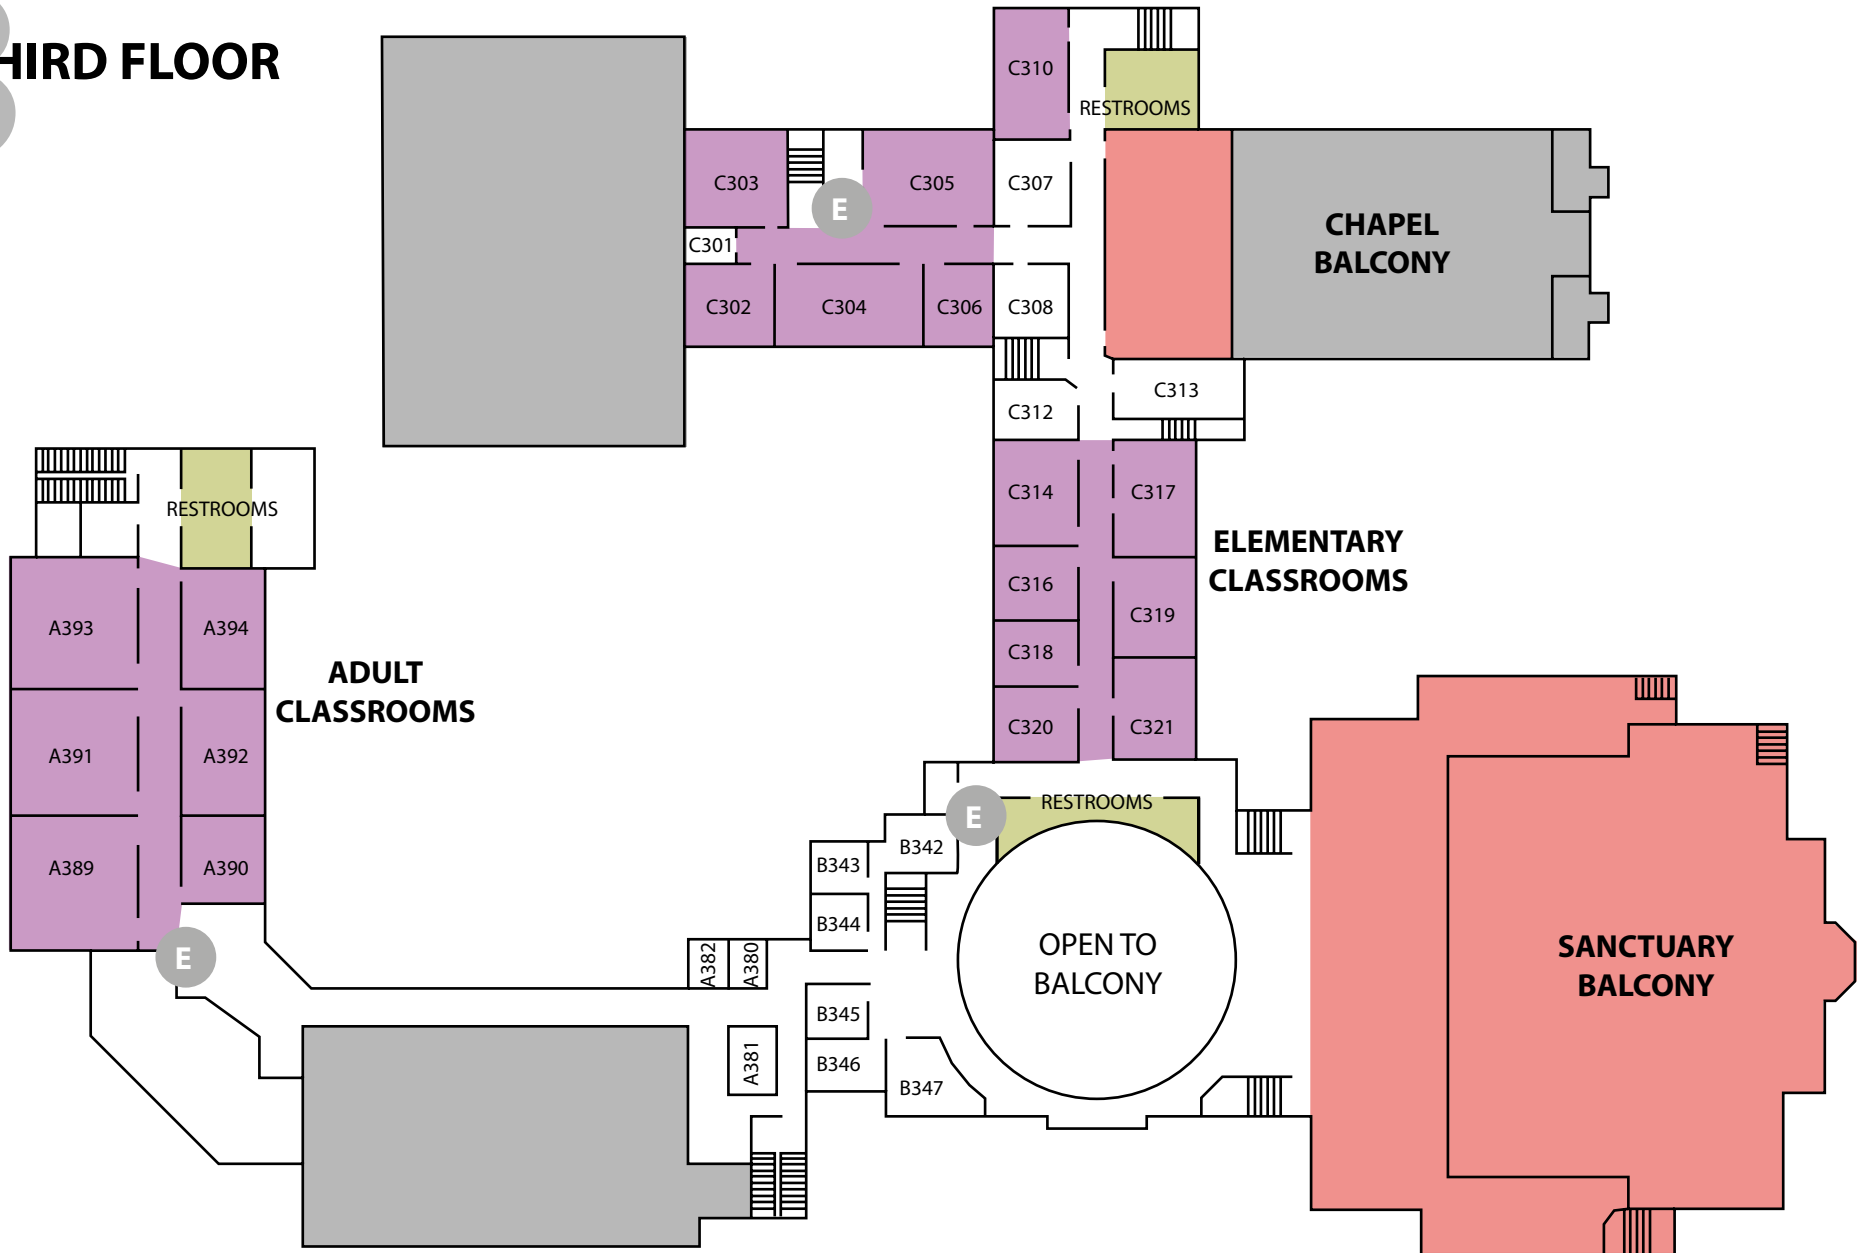 HIRD FLOOR
C310
RESTROOMS
C303
E
C305
C307
C301
C302
C304
C306
C308
CHAPEL
BALCONY
C313
C312
C314
C317
C316
C319
C318
C320
C321
ELEMENTARY
CLASSROOMS
RESTROOMS
A393
A394
A391
A392
A389
A390
ADULT
CLASSROOMS
E
RESTROOMS
E
B342
B343
B344
A382
A380
B345
A381
B346
B347
OPEN TO
BALCONY
SANCTUARY
BALCONY